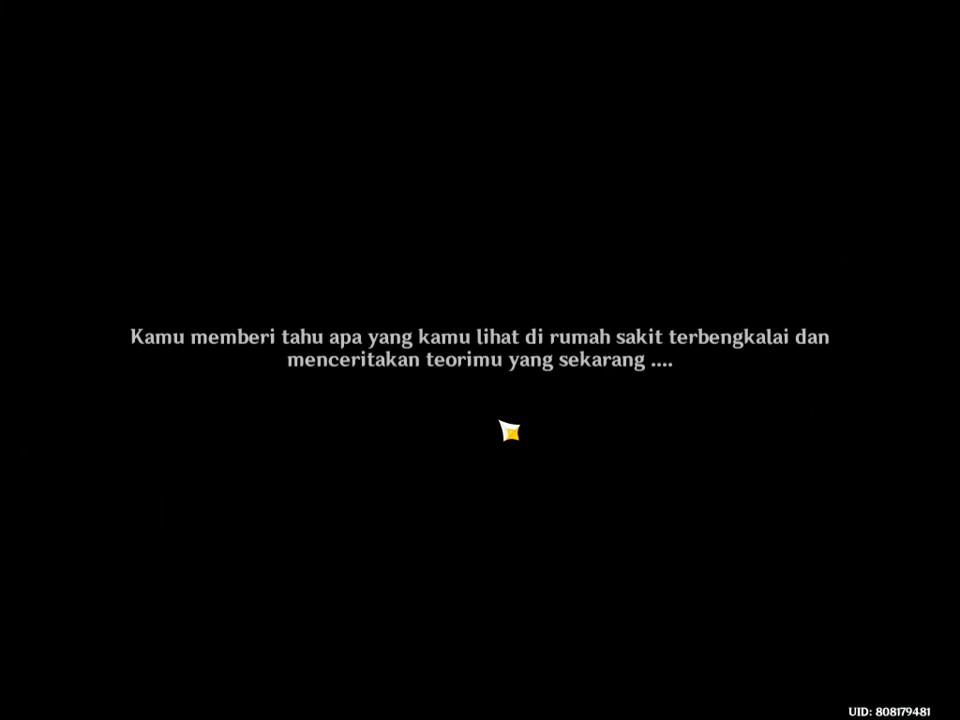 Kamu memberi tahu apa yang kamu lihat di rumah sakit terbengkalai dan
menceritakan teorimu yang sekarang ....
UID: 808179481